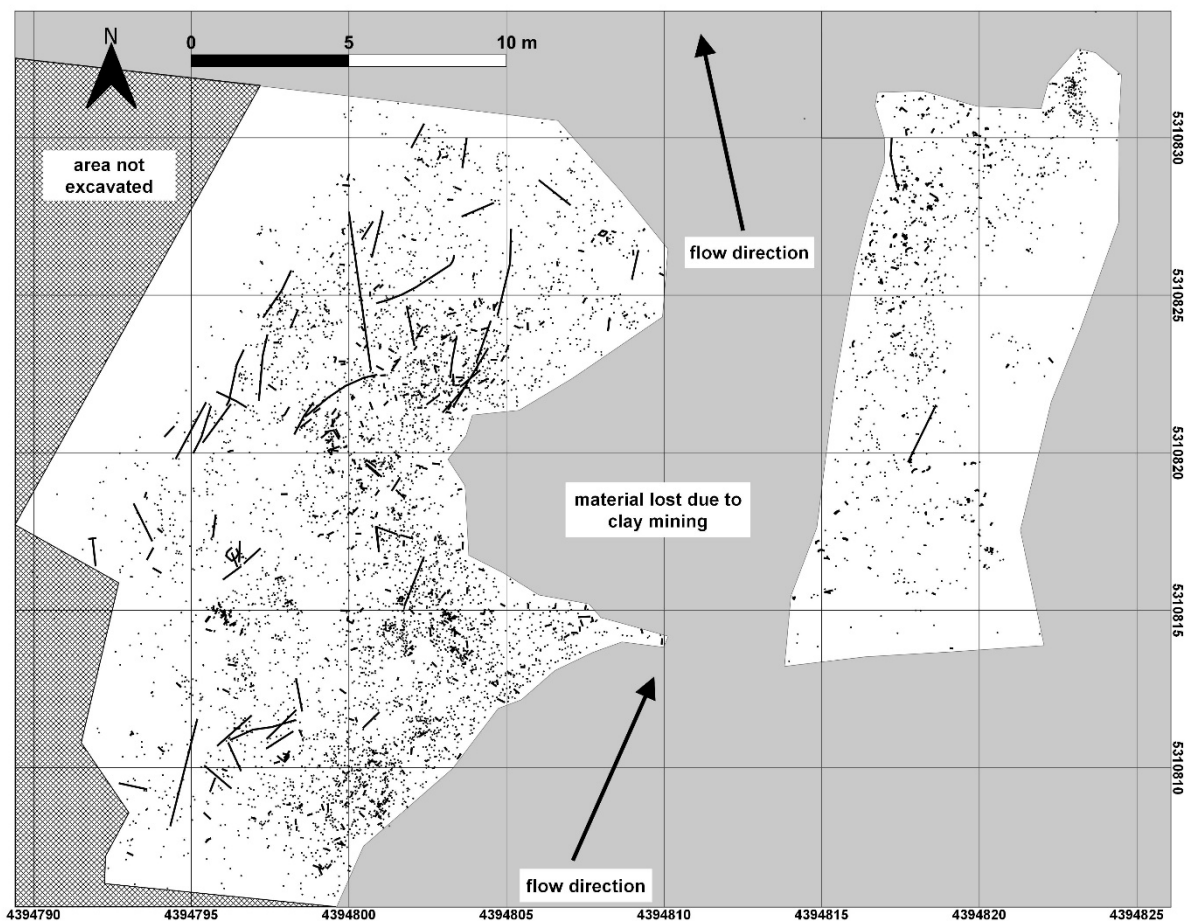 N
0 5 10 m
area not
excavated
flow direction
5310830
5310825
5310820
material lost due to
clay mining
5310815
5310810
flow direction
4394790 4394795 4394800 4394805 4394810 4394815 4394820 4394825